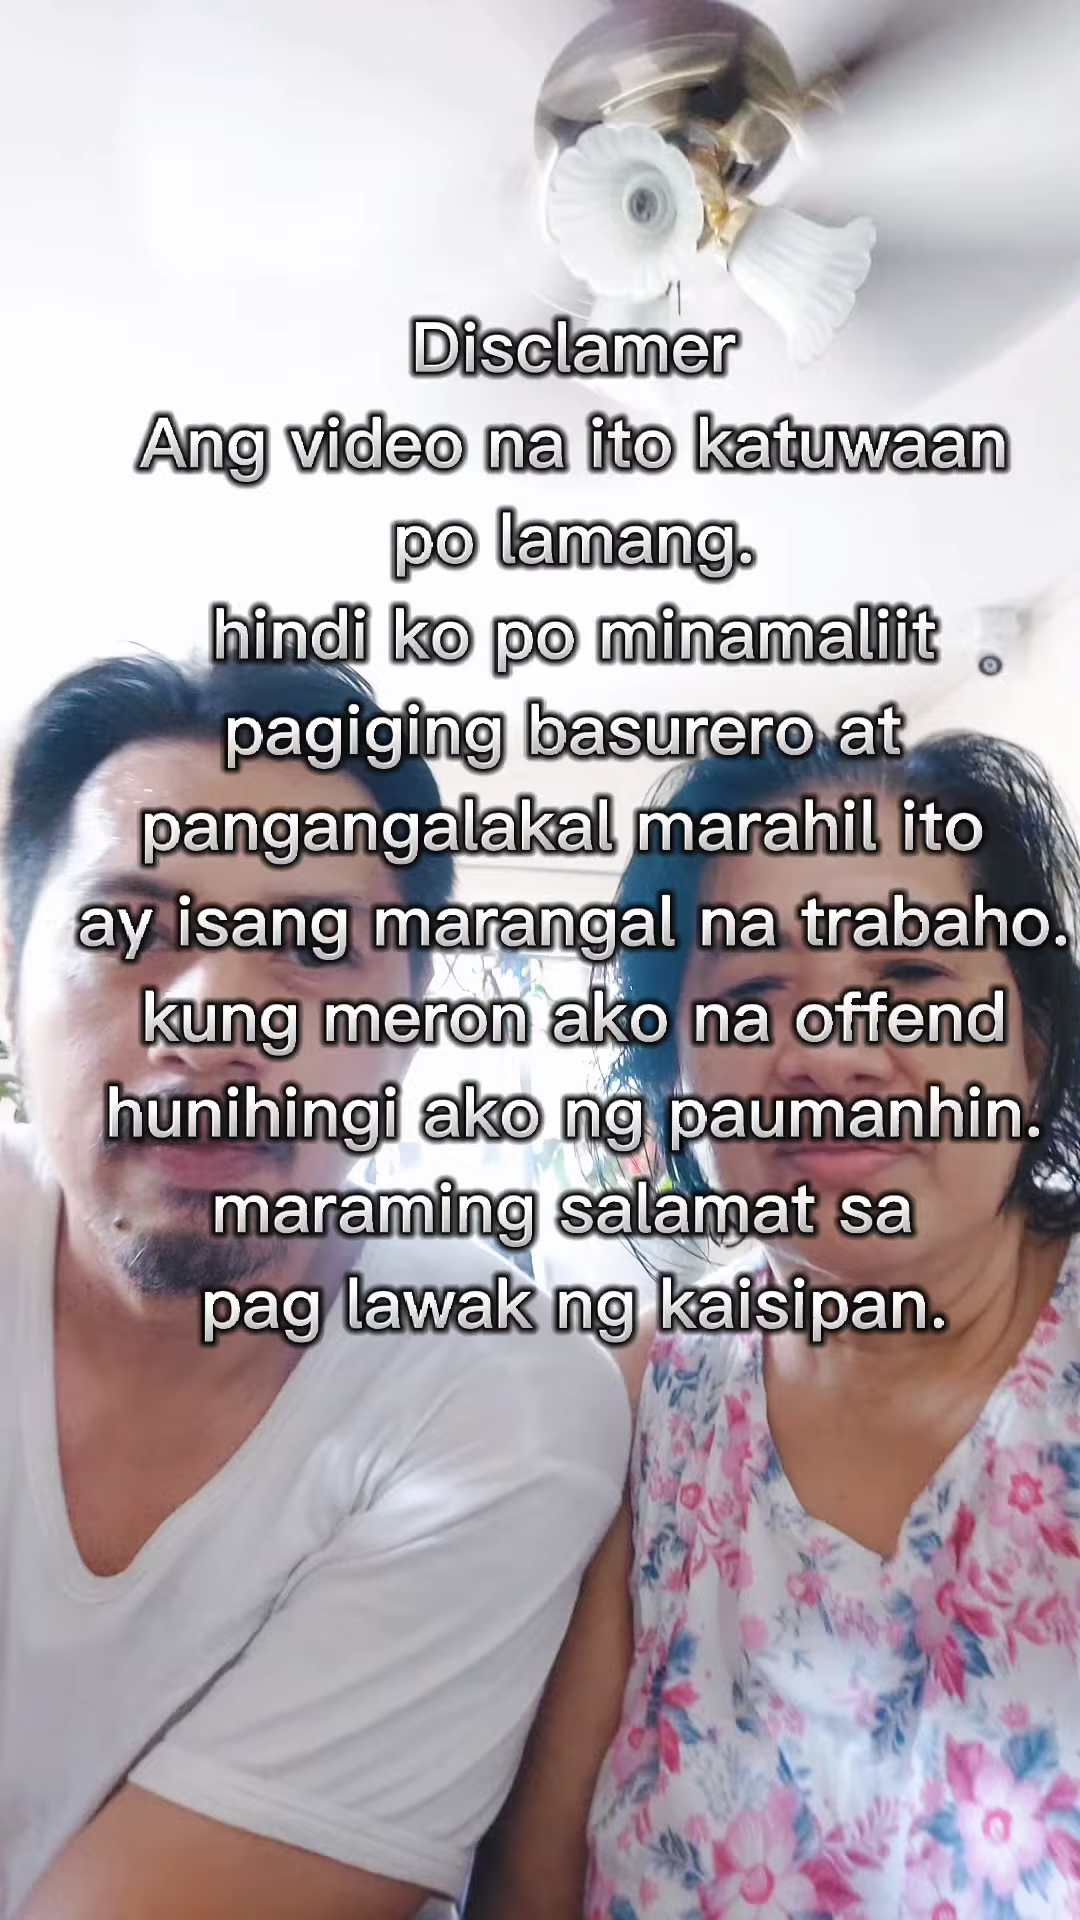 Disclamer
Ang video na ito katuwaan
po lamang.
hindi ko po minamaliit
pagiging basurero at
pangangalakal marahil ito
ay isang marangal na trabaho.
kung meron ako na offend
hunihingi ako ng paumanhin.
maraming salamat sa
pag lawak ng kaisipan.